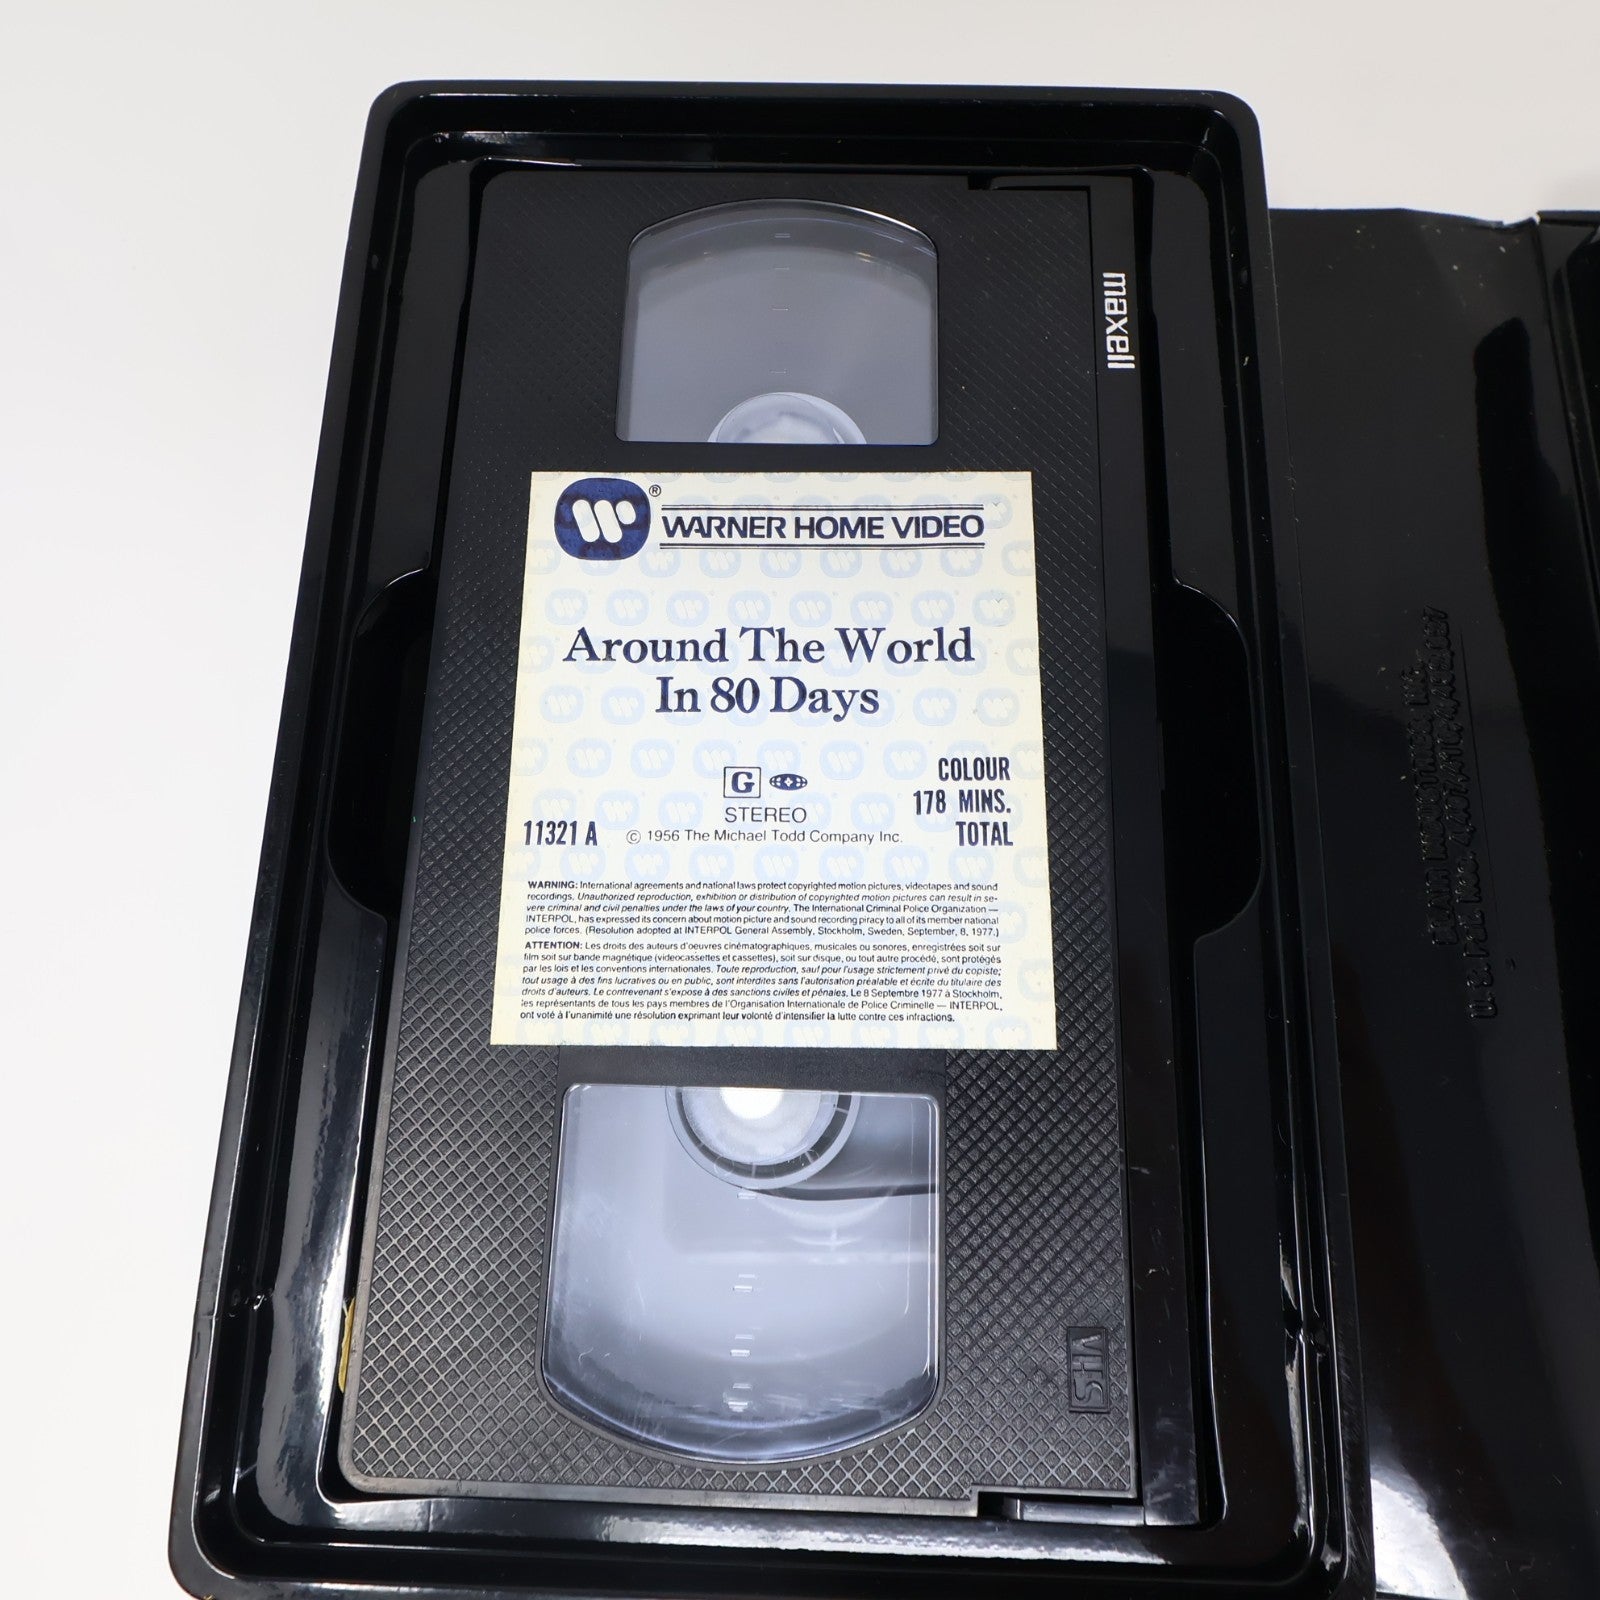 maxell
W® WARNER HOME VIDEO
Around The World
In 80 Days
G
STEREO
COLOUR
178 MINS.
TOTAL
11321 A
© 1956 The Michael Todd Company Inc.
WARNING: International agreements and national laws protect copyrighted motion pictures, videotapes and sound
recordings. Unauthorized reproduction, exhibition or distribution of copyrighted motion pictures can result in se-
vere criminal and civil penalties under the laws of your country. The International Criminal Police Organization —
INTERPOL, has expressed its concern about motion picture and sound recording piracy to all of its member national
police forces. (Resolution adopted at INTERPOL General Assembly, Stockholm, Sweden, September, 8, 1977.)
ATTENTION: Les droits des auteurs d'oeuvres cinématographiques, musicales ou sonores, enregistrées soit sur
film soit sur bande magnétique (videocassettes et cassettes), soit sur disque, ou tout autre procédé, sont protégés
par les lois et les conventions internationales. Toute reproduction, sauf pour l'usage strictement privé du copiste;
tout usage à des fins lucratives ou en public, sont interdites sans l'autorisation préalable et écrite du titulaire des
droits d'auteurs. Le contrevenant s'expose à des sanctions civiles et pénales. Le 8 Septembre 1977 à Stockholm,
les représentants de tous les pays membres de l'Organisation Internationale de Police Criminelle — INTERPOL,
ont voté à l'unanimité une résolution exprimant leur volonté d'intensifier la lutte contre ces infractions.
VHS
U.S. Pat. Nos.